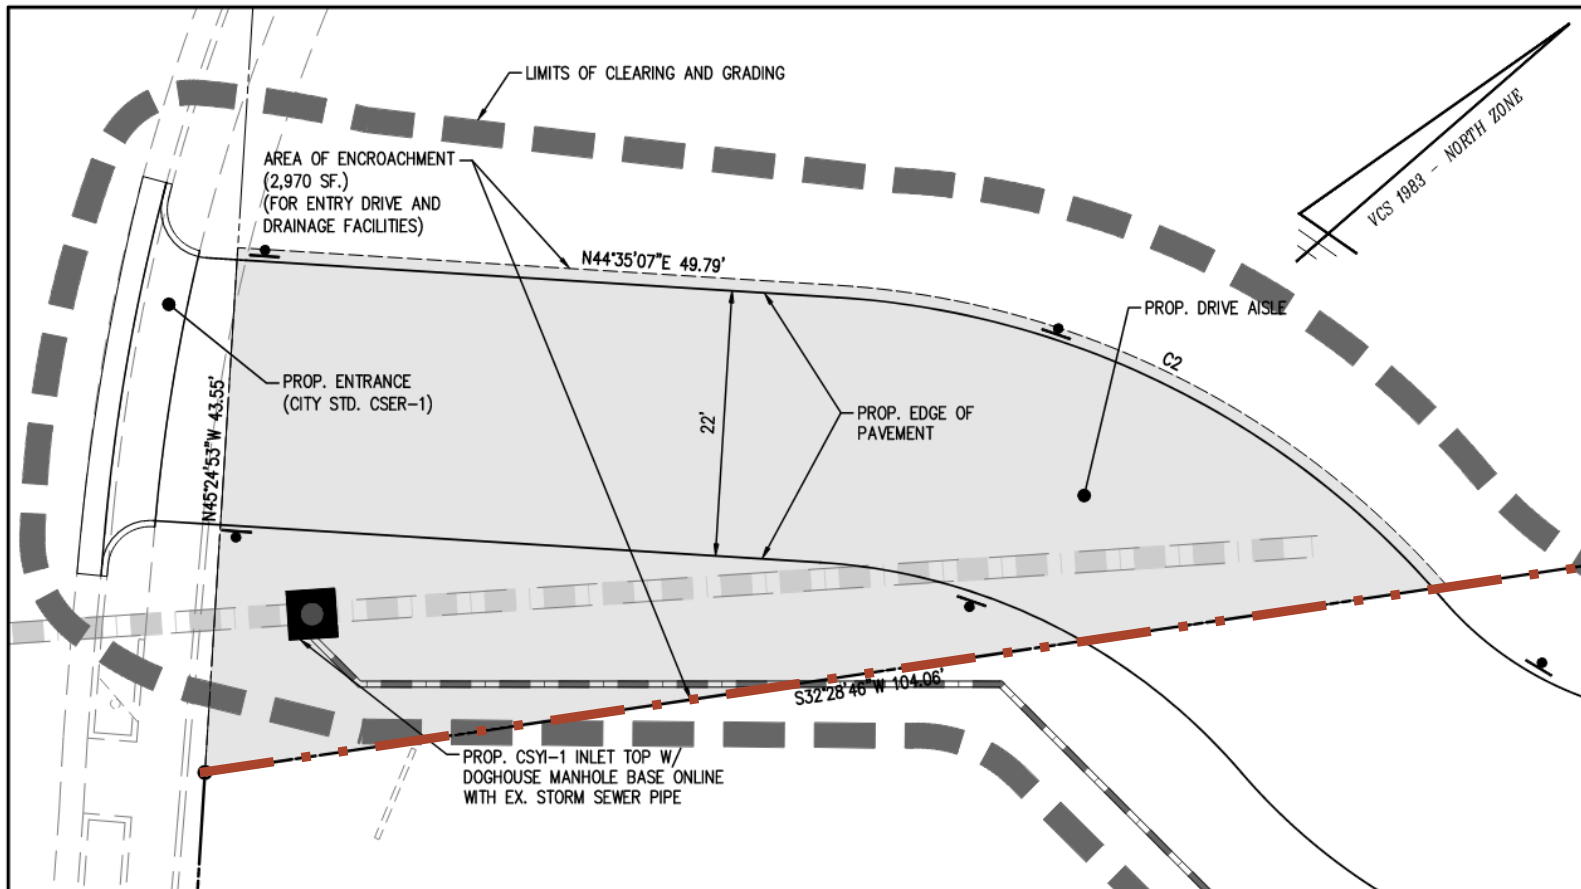 LIMITS OF CLEARING AND GRADING
AREA OF ENCROACHMENT
(2,970 SF.)
(FOR ENTRY DRIVE AND
DRAINAGE FACILITIES)
VCS 1983 - NORTH ZONE
N44°35'07"E 49.79'
PROP. DRIVE AISLE
C2
PROP. ENTRANCE
(CITY STD. CSER-1)
N45°24'53"W 43.55'
22'
PROP. EDGE OF
PAVEMENT
S32°28'46"W 104.06'
PROP. CSYI-1 INLET TOP W/
DOGHOUSE MANHOLE BASE ONLINE
WITH EX. STORM SEWER PIPE